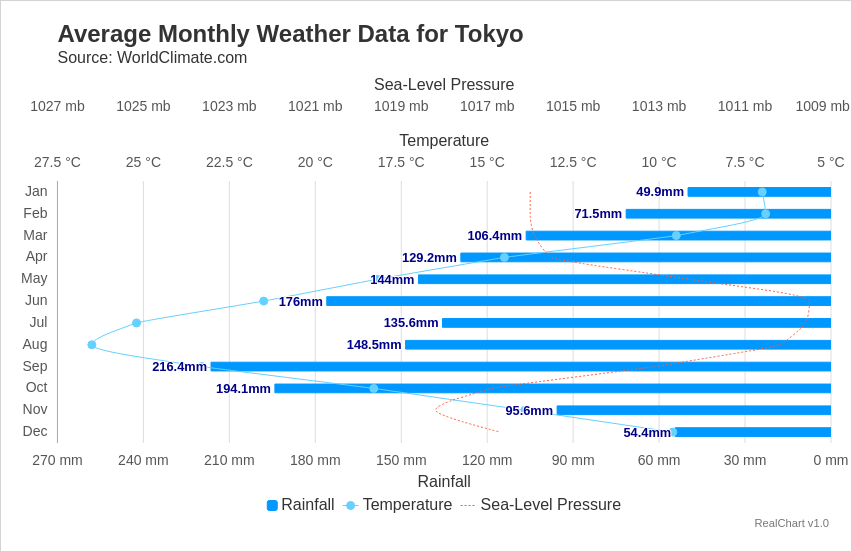 Average Monthly Weather Data for Tokyo
Source: WorldClimate.com
Sea-Level Pressure
1027 mb 1025 mb 1023 mb 1021 mb 1019 mb 1017 mb 1015 mb 1013 mb 1011 mb 1009 mb
Temperature
27.5 °C 25 °C 22.5 °C 20 °C 17.5 °C 15 °C 12.5 °C 10 °C 7.5 °C 5 °C
Jan 49.9mm
Feb 71.5mm
Mar 106.4mm
Apr 129.2mm
May 144mm
Jun 176mm
Jul 135.6mm
Aug 148.5mm
Sep 216.4mm
Oct 194.1mm
Nov 95.6mm
Dec 54.4mm
270 mm 240 mm 210 mm 180 mm 150 mm 120 mm 90 mm 60 mm 30 mm 0 mm
Rainfall
Rainfall Temperature Sea-Level Pressure
RealChart v1.0